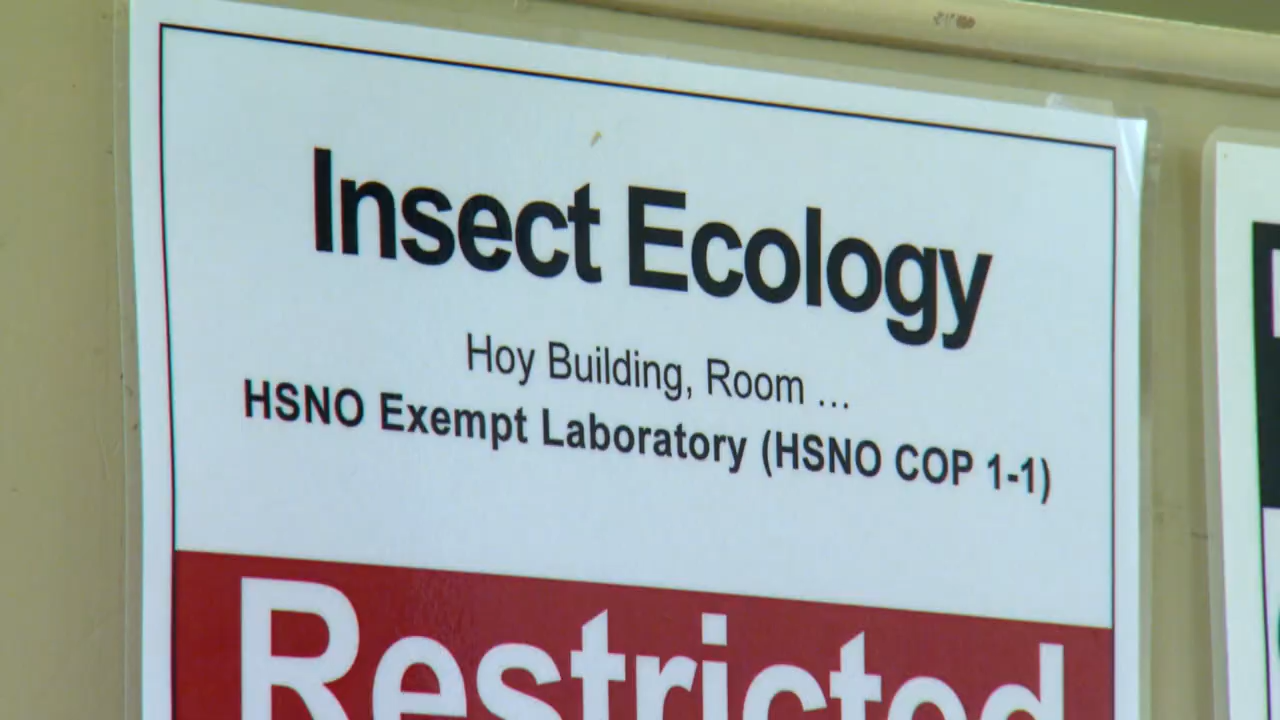 Insect Ecology
Hoy Building, Room ...
HSNO Exempt Laboratory (HSNO COP 1-1)
Restricted